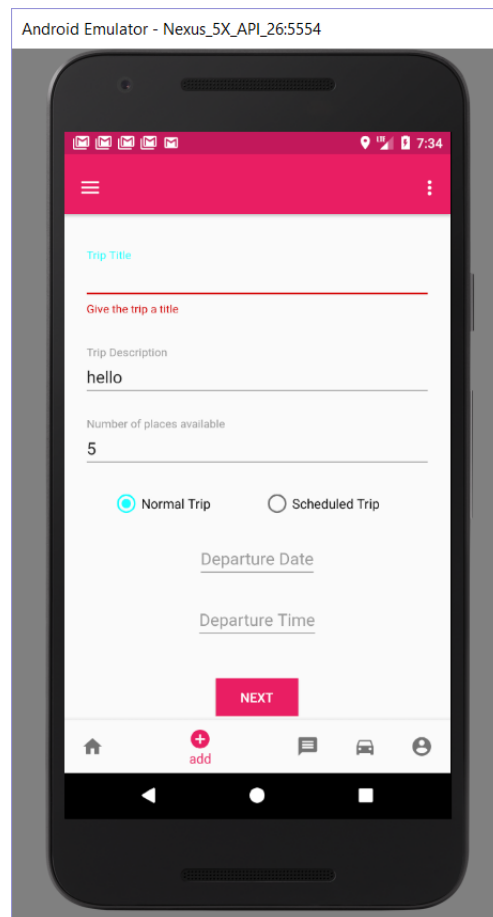 Android Emulator - Nexus_5X_API_26:5554
LTE 7:34
Trip Title
Give the trip a title
Trip Description
hello
Number of places available
5
Normal Trip Scheduled Trip
Departure Date
Departure Time
NEXT
add